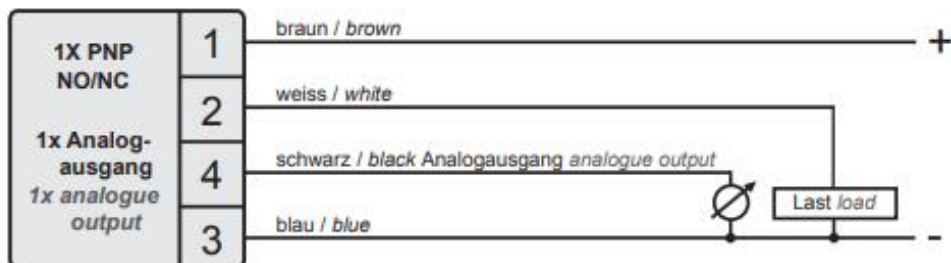 1X PNP
NO/NC
1x Analog-
ausgang
1x analogue
output
1
braun / brown
+
2
weiss / white
4
schwarz / black Analogausgang analogue output
Last load
3
blau / blue
-